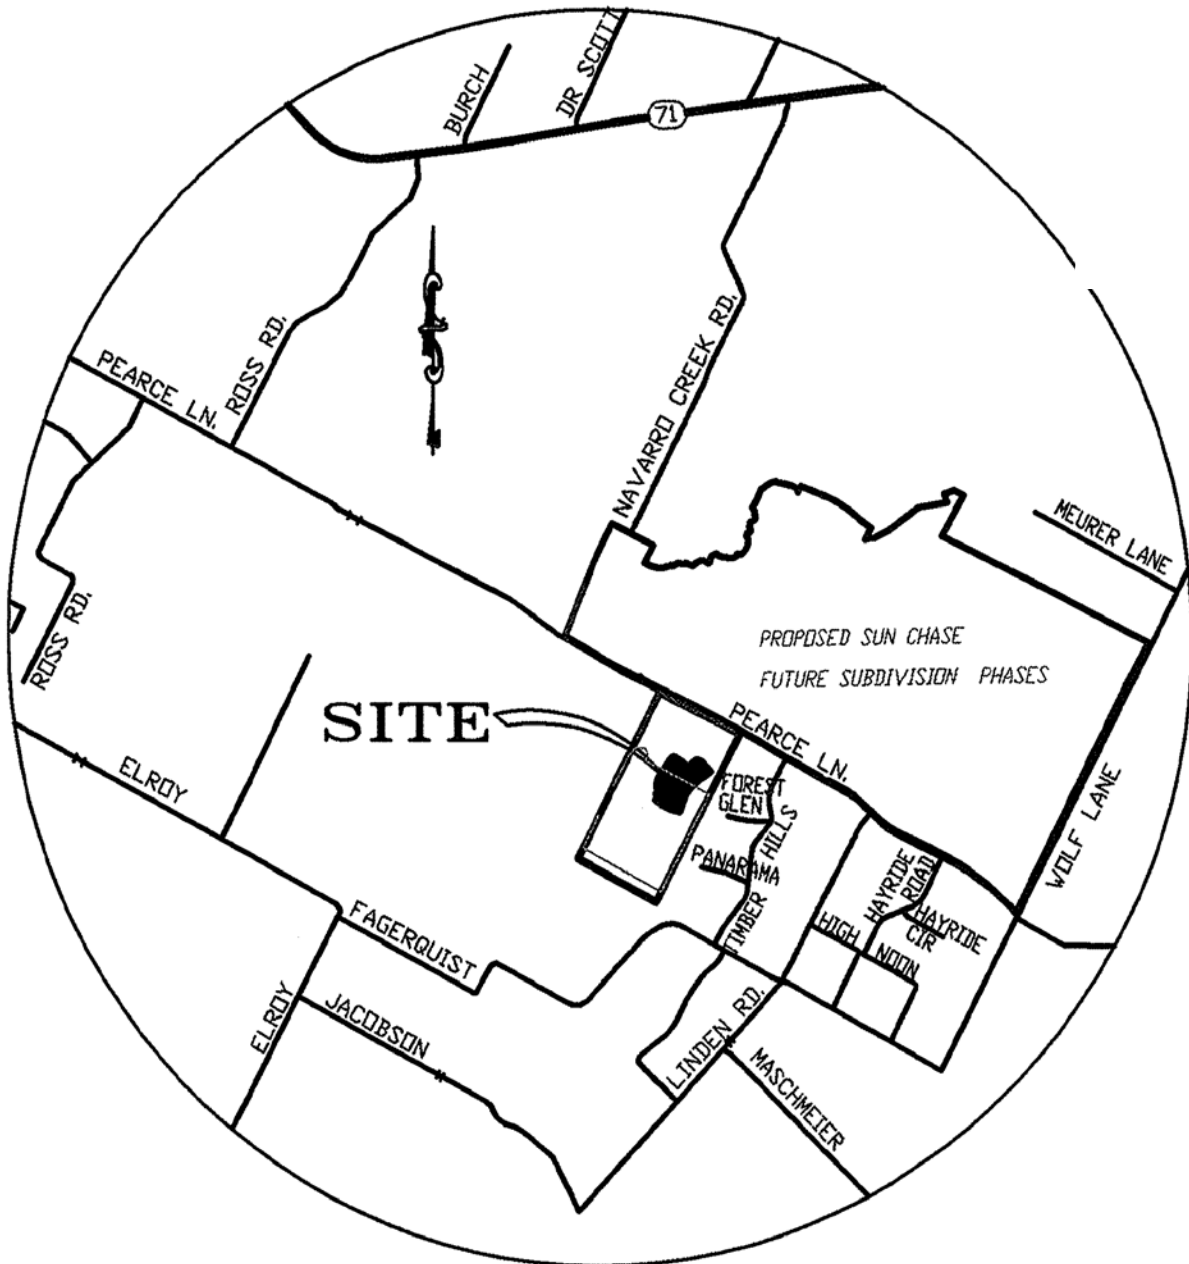 BURCH
DR SCOTT
71
ROSS RD.
PEARCE LN.
NAVARRO CREEK RD.
MEURER LANE
PROPOSED SUN CHASE
FUTURE SUBDIVISION PHASES
ROSS RD.
SITE
PEARCE LN.
ELROY
FOREST
GLEN
TIMBER HILLS
WOLF LANE
PANARAMA
HAYRIDE
ROAD
HAYRIDE
CIR
HIGH NOON
FAGERQUIST
ELROY
JACOBSON
LINDEN RD.
MASCHMEIER